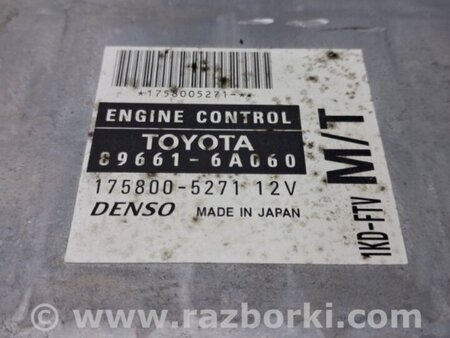 *1758005271-**
ENGINE CONTROL
TOYOTA
89661-6A060
175800-5271 12V
DENSO MADE IN JAPAN
M/T
1KD-FTV
www.razborki.com